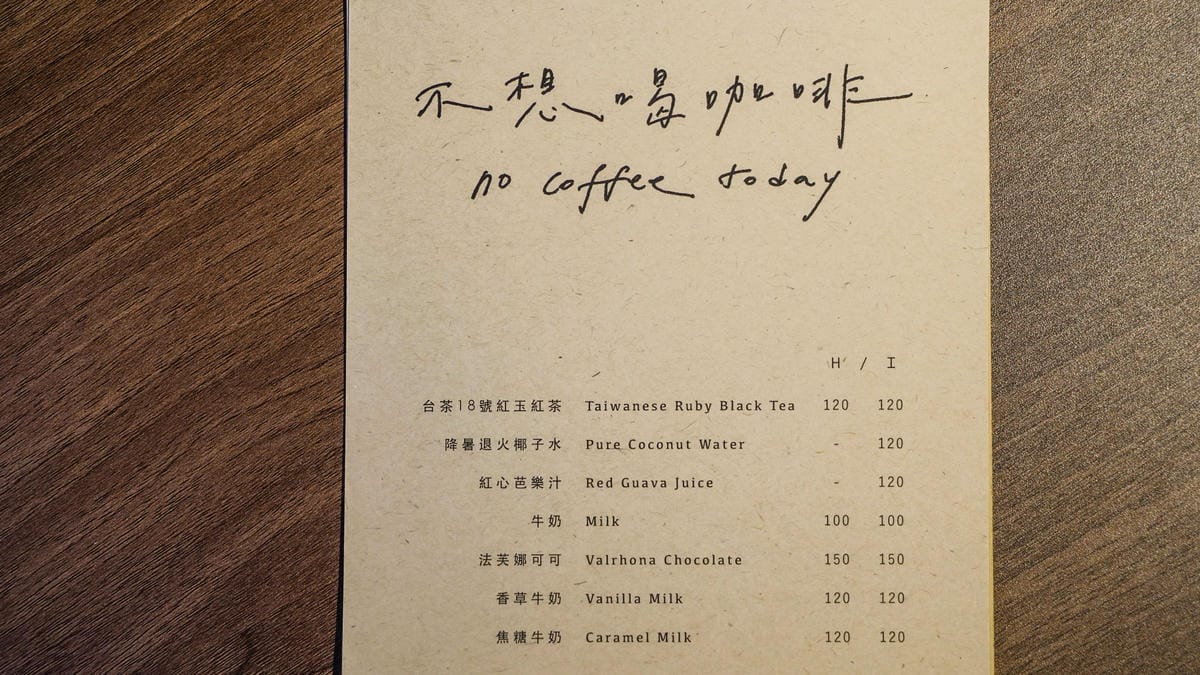 不想喝咖啡
no coffee today
H / I
台茶18號紅玉紅茶 Taiwanese Ruby Black Tea 120 120
降暑退火椰子水 Pure Coconut Water - 120
紅心芭樂汁 Red Guava Juice - 120
牛奶 Milk 100 100
法芙娜可可 Valrhona Chocolate 150 150
香草牛奶 Vanilla Milk 120 120
焦糖牛奶 Caramel Milk 120 120